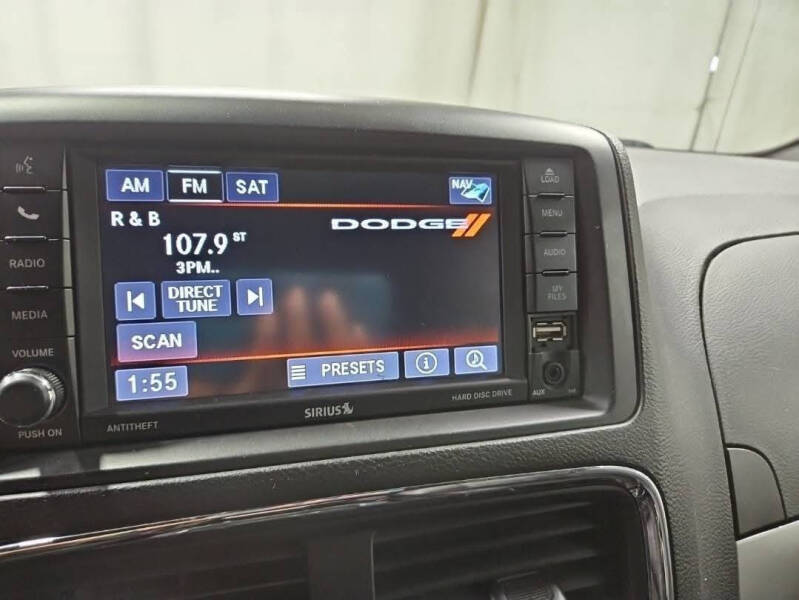 AM FM SAT NAV
R & B DODGE
107.9 ST
3PM..
DIRECT
TUNE
SCAN
PRESETS
1:55
RADIO
MEDIA
VOLUME
PUSH ON
ANTITHEFT
SIRIUS
HARD DISC DRIVE
LOAD
MENU
AUDIO
MY
FILES
AUX